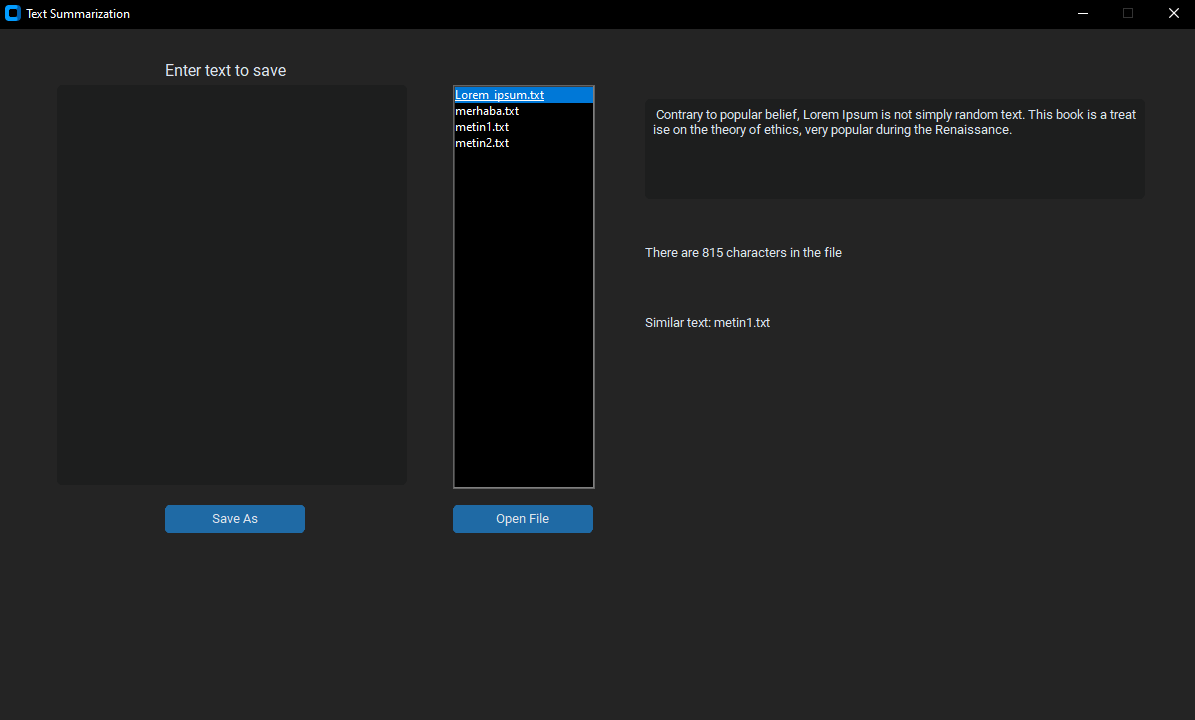 Text Summarization
Enter text to save
Lorem_ipsum.txt
merhaba.txt
metin1.txt
metin2.txt
Contrary to popular belief, Lorem Ipsum is not simply random text. This book is a treat
ise on the theory of ethics, very popular during the Renaissance.
There are 815 characters in the file
Similar text: metin1.txt
Save As
Open File